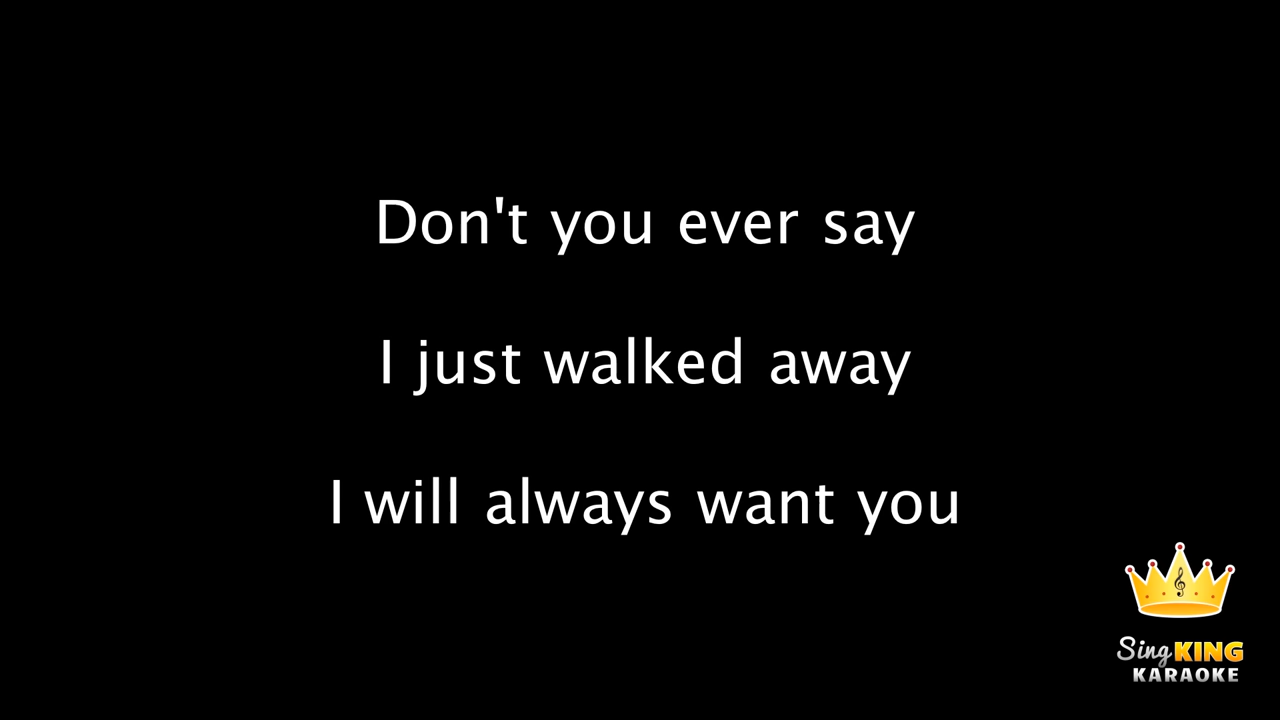 Don't you ever say
I just walked away
I will always want you
Sing KING
KARAOKE